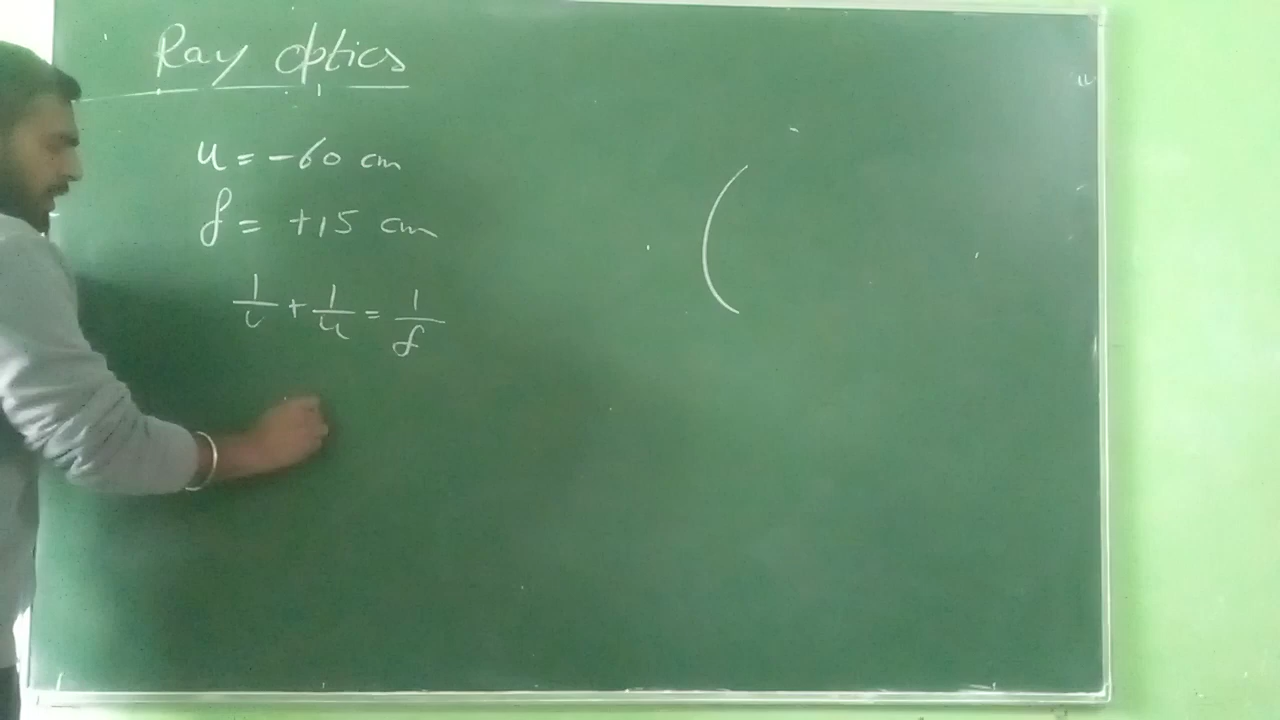 Ray optics
u = -60 cm
f = +15 cm
1/v + 1/u = 1/f